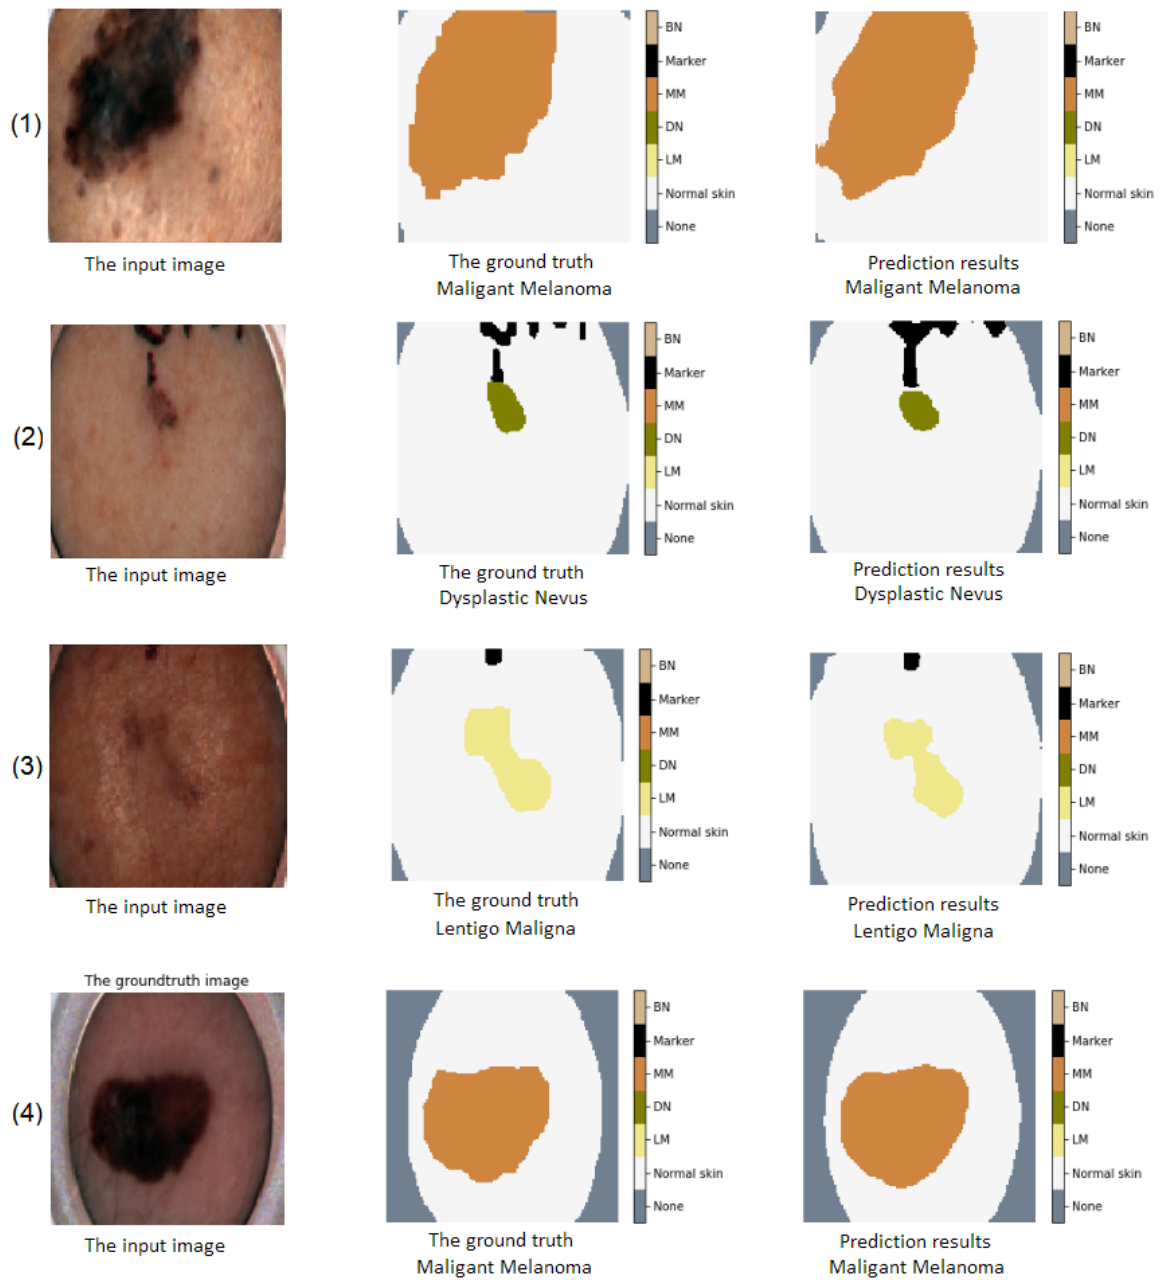 (1)
BN
Marker
MM
DN
LM
Normal skin
None
BN
Marker
MM
DN
LM
Normal skin
None
The input image
The ground truth
Maligant Melanoma
Prediction results
Maligant Melanoma
(2)
BN
Marker
MM
DN
LM
Normal skin
None
BN
Marker
MM
DN
LM
Normal skin
None
The input image
The ground truth
Dysplastic Nevus
Prediction results
Dysplastic Nevus
(3)
BN
Marker
MM
DN
LM
Normal skin
None
BN
Marker
MM
DN
LM
Normal skin
None
The input image
The ground truth
Lentigo Maligna
Prediction results
Lentigo Maligna
The groundtruth image
(4)
BN
Marker
MM
DN
LM
Normal skin
None
BN
Marker
MM
DN
LM
Normal skin
None
The input image
The ground truth
Maligant Melanoma
Prediction results
Maligant Melanoma